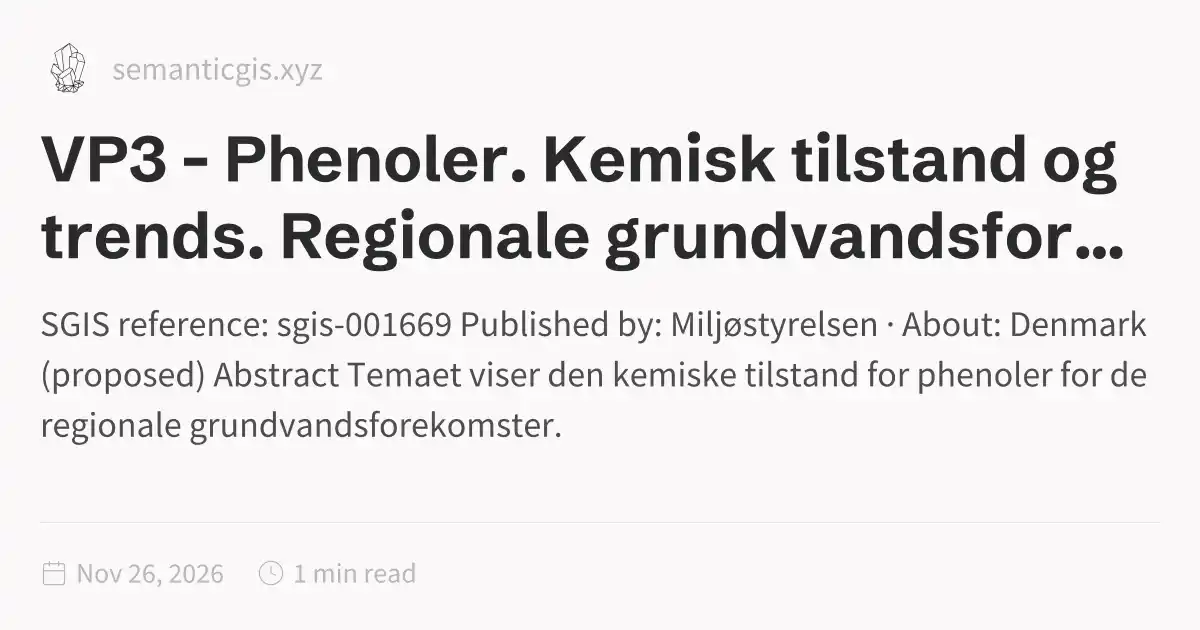 semanticgis.xyz
VP3 - Phenoler. Kemisk tilstand og
trends. Regionale grundvandsfor...
SGIS reference: sgis-001669 Published by: Miljøstyrelsen · About: Denmark
(proposed) Abstract Temaet viser den kemiske tilstand for phenoler for de
regionale grundvandsforekomster.
Nov 26, 2026 1 min read